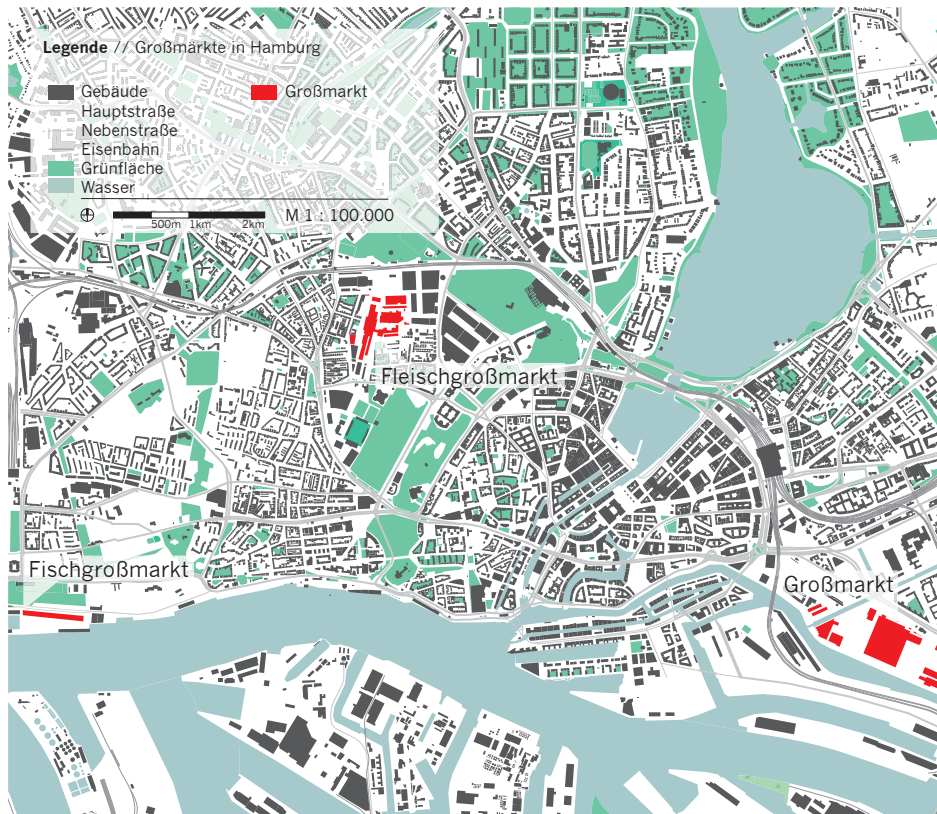 Legende // Großmärkte in Hamburg
Gebäude
Großmarkt
Hauptstraße
Nebenstraße
Eisenbahn
Grünfläche
Wasser
M 1 : 100.000
500m 1km 2km
Fleischgroßmarkt
Fischgroßmarkt
Großmarkt